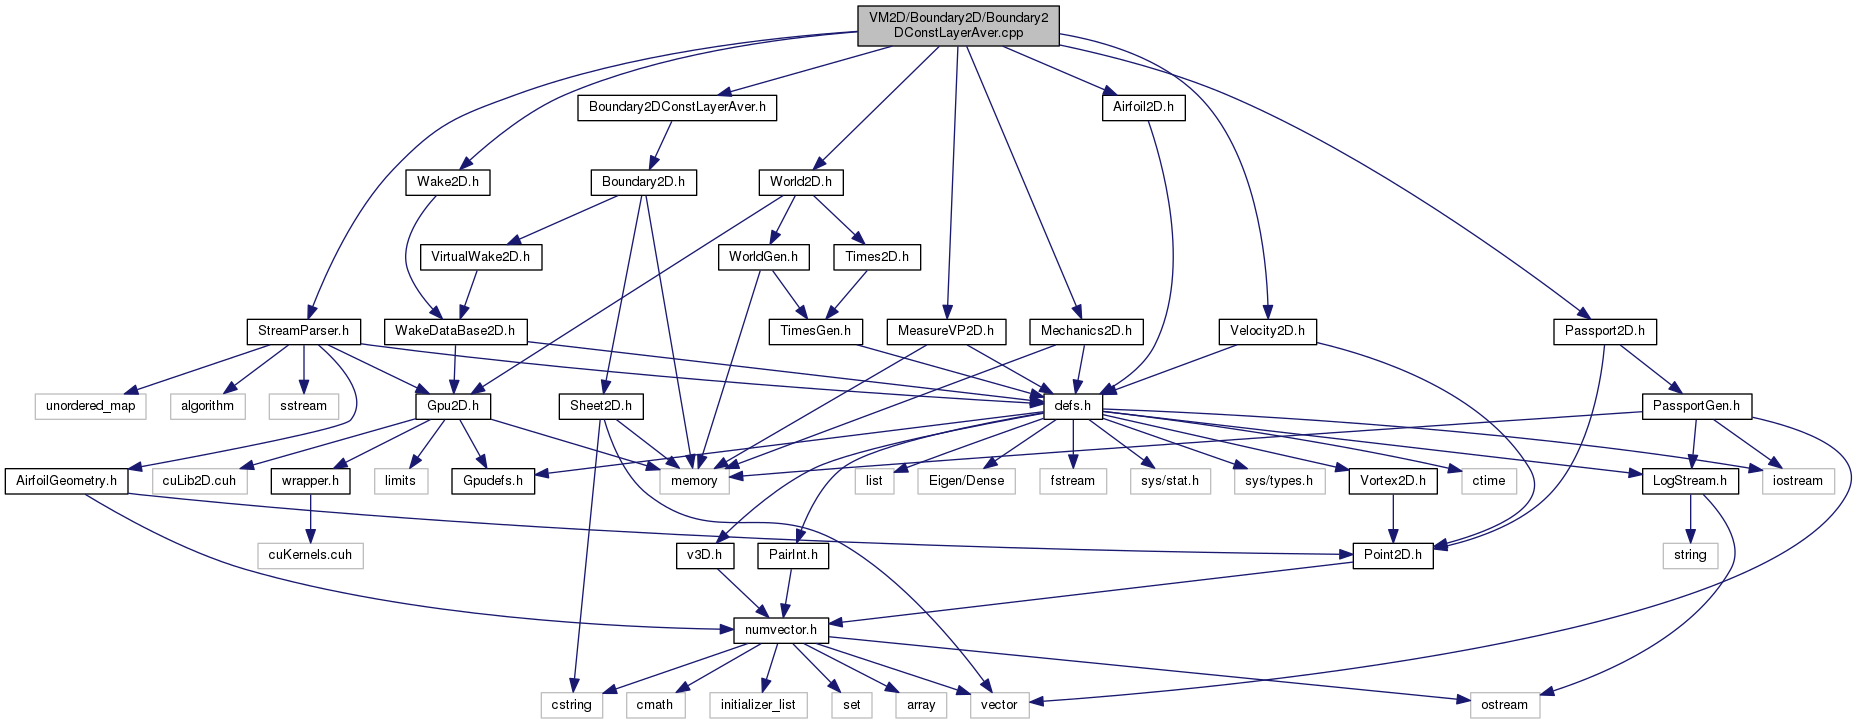 VM2D/Boundary2D/Boundary2
DConstLayerAver.cpp
Boundary2DConstLayerAver.h
Airfoil2D.h
Wake2D.h
Boundary2D.h
World2D.h
VirtualWake2D.h
WorldGen.h
Times2D.h
StreamParser.h
WakeDataBase2D.h
TimesGen.h
MeasureVP2D.h
Mechanics2D.h
Velocity2D.h
Passport2D.h
unordered_map
algorithm
sstream
Gpu2D.h
Sheet2D.h
defs.h
PassportGen.h
AirfoilGeometry.h
cuLib2D.cuh
wrapper.h
limits
Gpudefs.h
memory
list
Eigen/Dense
fstream
sys/stat.h
sys/types.h
Vortex2D.h
ctime
LogStream.h
iostream
cuKernels.cuh
v3D.h
PairInt.h
Point2D.h
string
numvector.h
cstring
cmath
initializer_list
set
array
vector
ostream